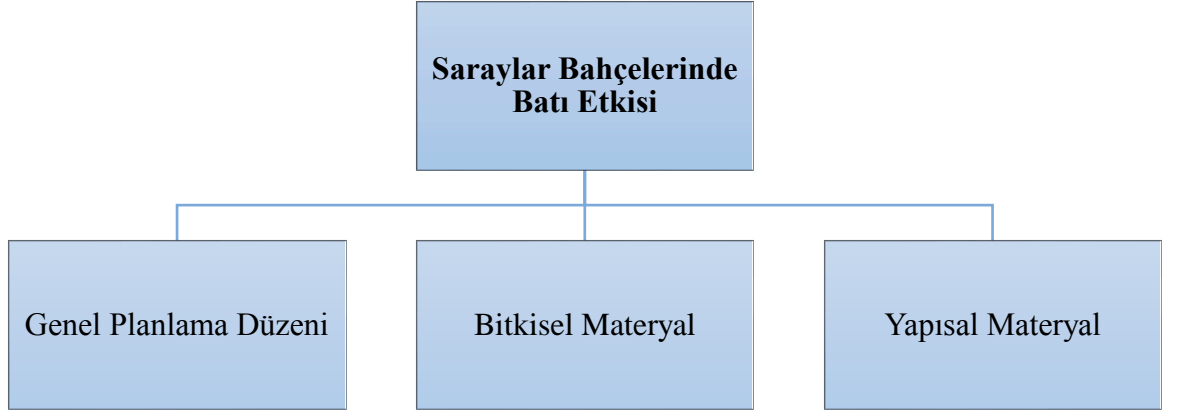 Saraylar Bahçelerinde
Batı Etkisi
Genel Planlama Düzeni
Bitkisel Materyal
Yapısal Materyal